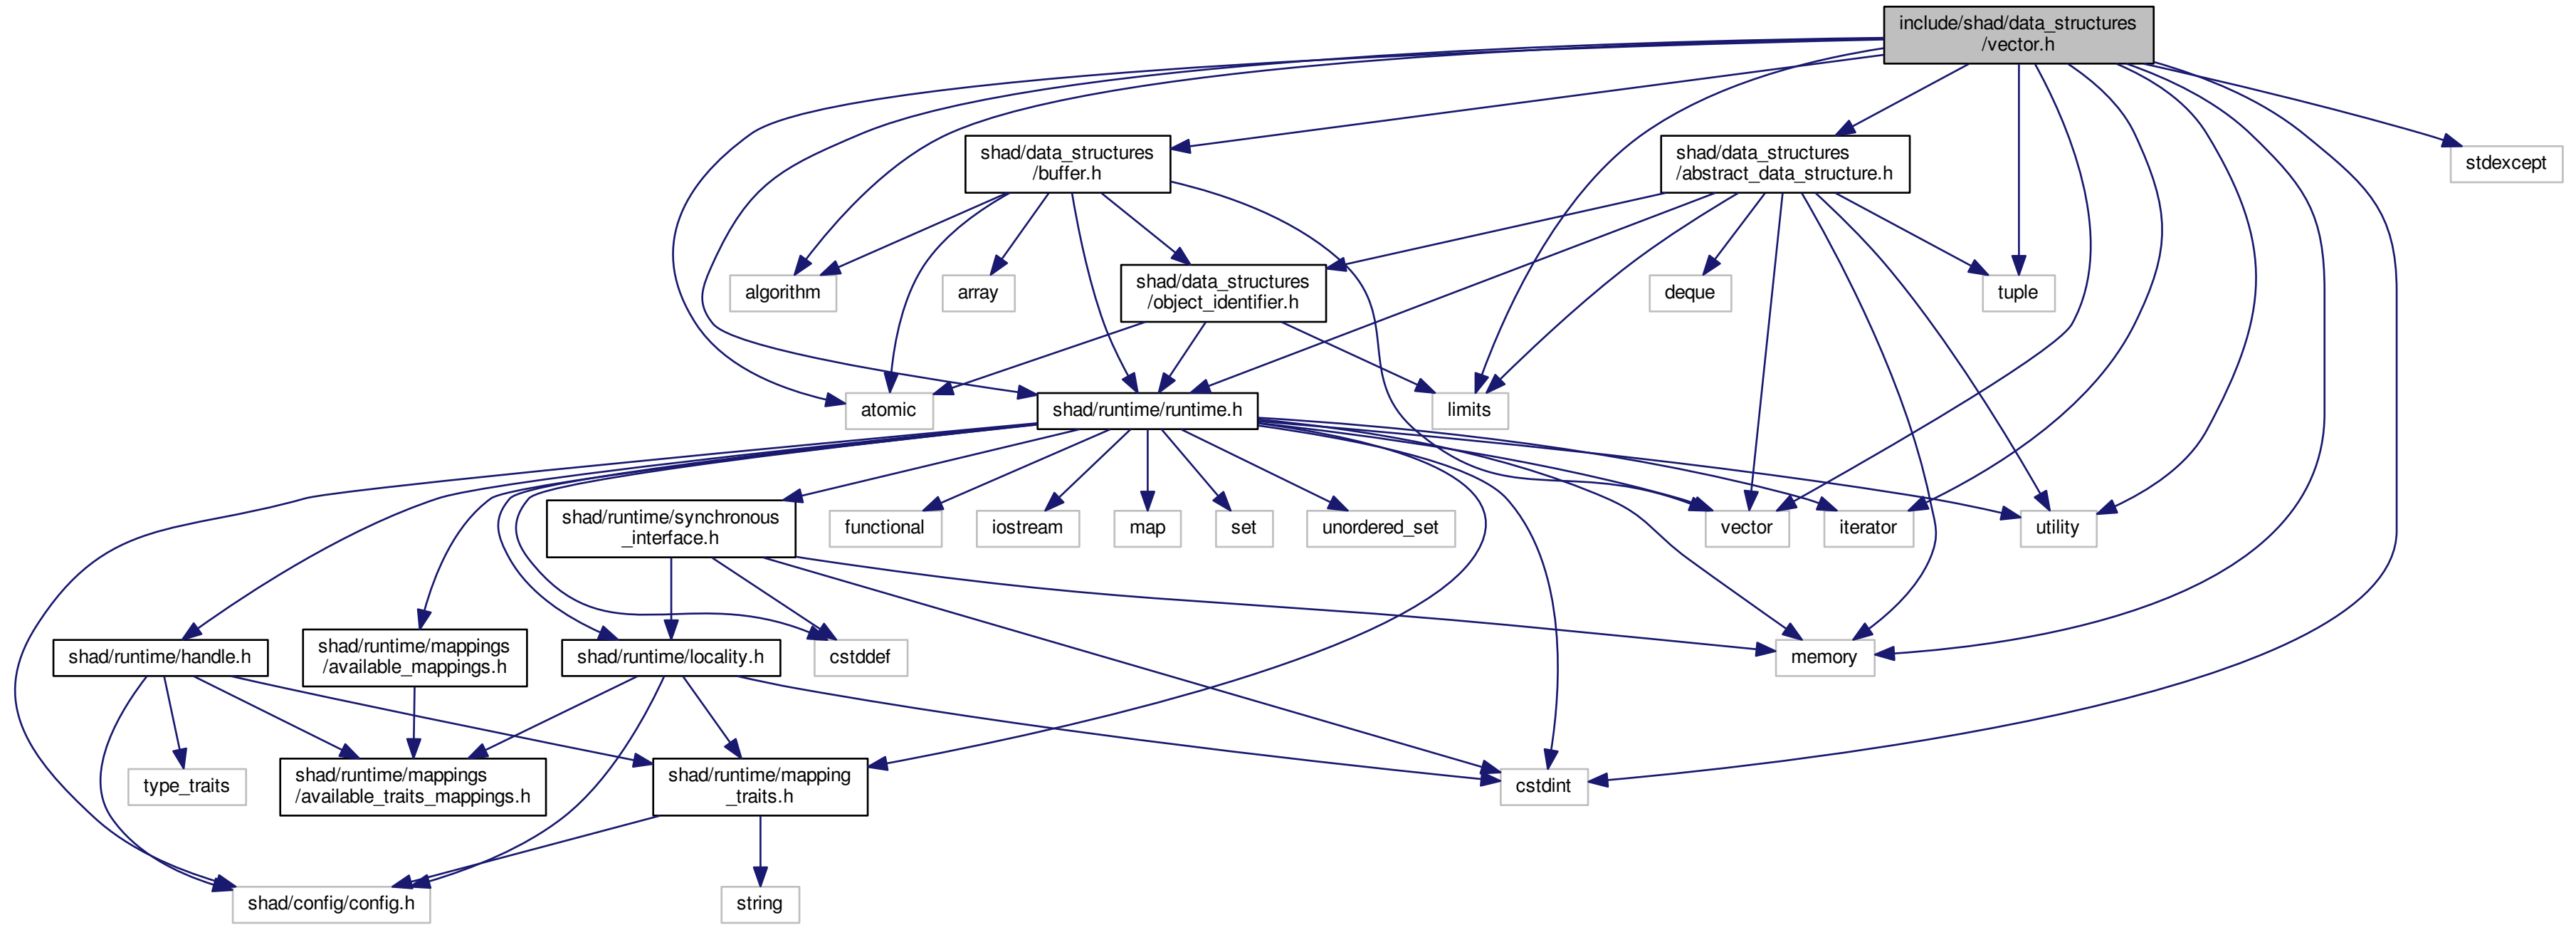 include/shad/data_structures
/vector.h
shad/data_structures
/buffer.h
shad/data_structures
/abstract_data_structure.h
stdexcept
algorithm
array
shad/data_structures
/object_identifier.h
deque
tuple
atomic
shad/runtime/runtime.h
limits
shad/runtime/synchronous
_interface.h
functional
iostream
map
set
unordered_set
vector
iterator
utility
shad/runtime/handle.h
shad/runtime/mappings
/available_mappings.h
shad/runtime/locality.h
cstddef
memory
type_traits
shad/runtime/mappings
/available_traits_mappings.h
shad/runtime/mapping
_traits.h
cstdint
shad/config/config.h
string